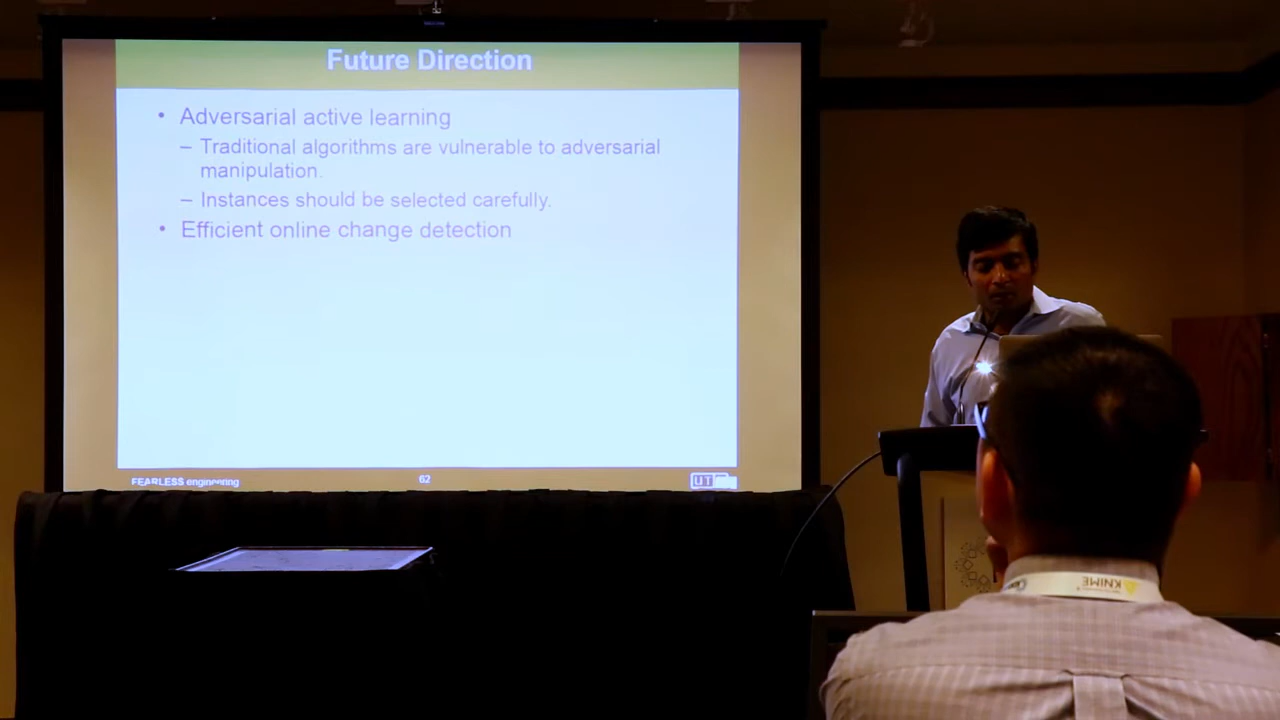 Future Direction
• Adversarial active learning
– Traditional algorithms are vulnerable to adversarial
manipulation.
– Instances should be selected carefully.
• Efficient online change detection
FEARLESS engineering
62
UT
KNIME